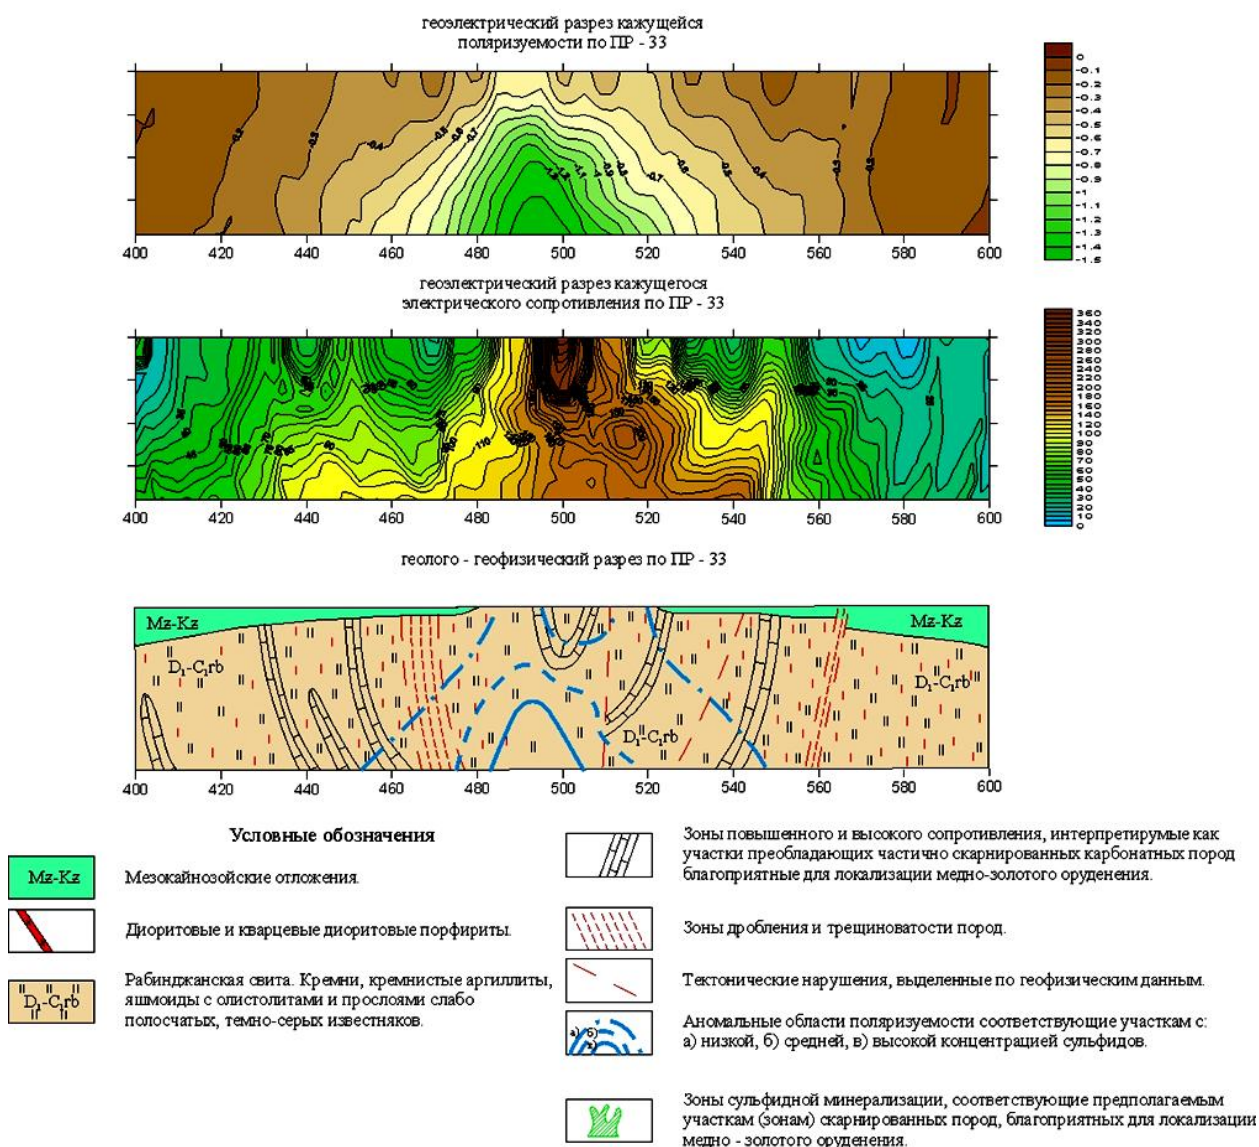 геоэлектрический разрез кажущейся
поляризуемости по ПР - 33
0
-0.1
-0.2
-0.3
-0.4
-0.5
-0.6
-0.7
-0.8
-0.9
-1
-1.1
-1.2
-1.3
-1.4
-1.5
400 420 440 460 480 500 520 540 560 580 600
геоэлектрический разрез кажущегося
электрического сопротивления по ПР - 33
360
340
320
300
280
260
240
220
200
180
160
140
120
100
90
80
70
60
50
40
30
20
10
0
400 420 440 460 480 500 520 540 560 580 600
геолого - геофизический разрез по ПР - 33
Mz-Kz Mz-Kz
D₁-C₁rb D₁-C₁rb
D₁-C₁rb
400 420 440 460 480 500 520 540 560 580 600
Условные обозначения
Mz-Kz
Мезокайнозойские отложения.
Диоритовые и кварцевые диоритовые порфириты.
D₁-C₁rb
Рабинджанская свита. Кремни, кремнистые аргиллиты,
яшмоиды с олистолитами и прослоями слабо
полосчатых, темно-серых известняков.
Зоны повышенного и высокого сопротивления, интерпретирумые как
участки преобладающих частично скарнированных карбонатных пород
благоприятные для локализации медно-золотого оруденения.
Зоны дробления и трещиноватости пород.
Тектонические нарушения, выделенные по геофизическим данным.
а) б)
в)
Аномальные области поляризуемости соответствующие участкам с:
а) низкой, б) средней, в) высокой концентрацией сульфидов.
Зоны сульфидной минерализации, соответствующие предполагаемым
участкам (зонам) скарнированных пород, благоприятных для локализации
медно - золотого оруденения.